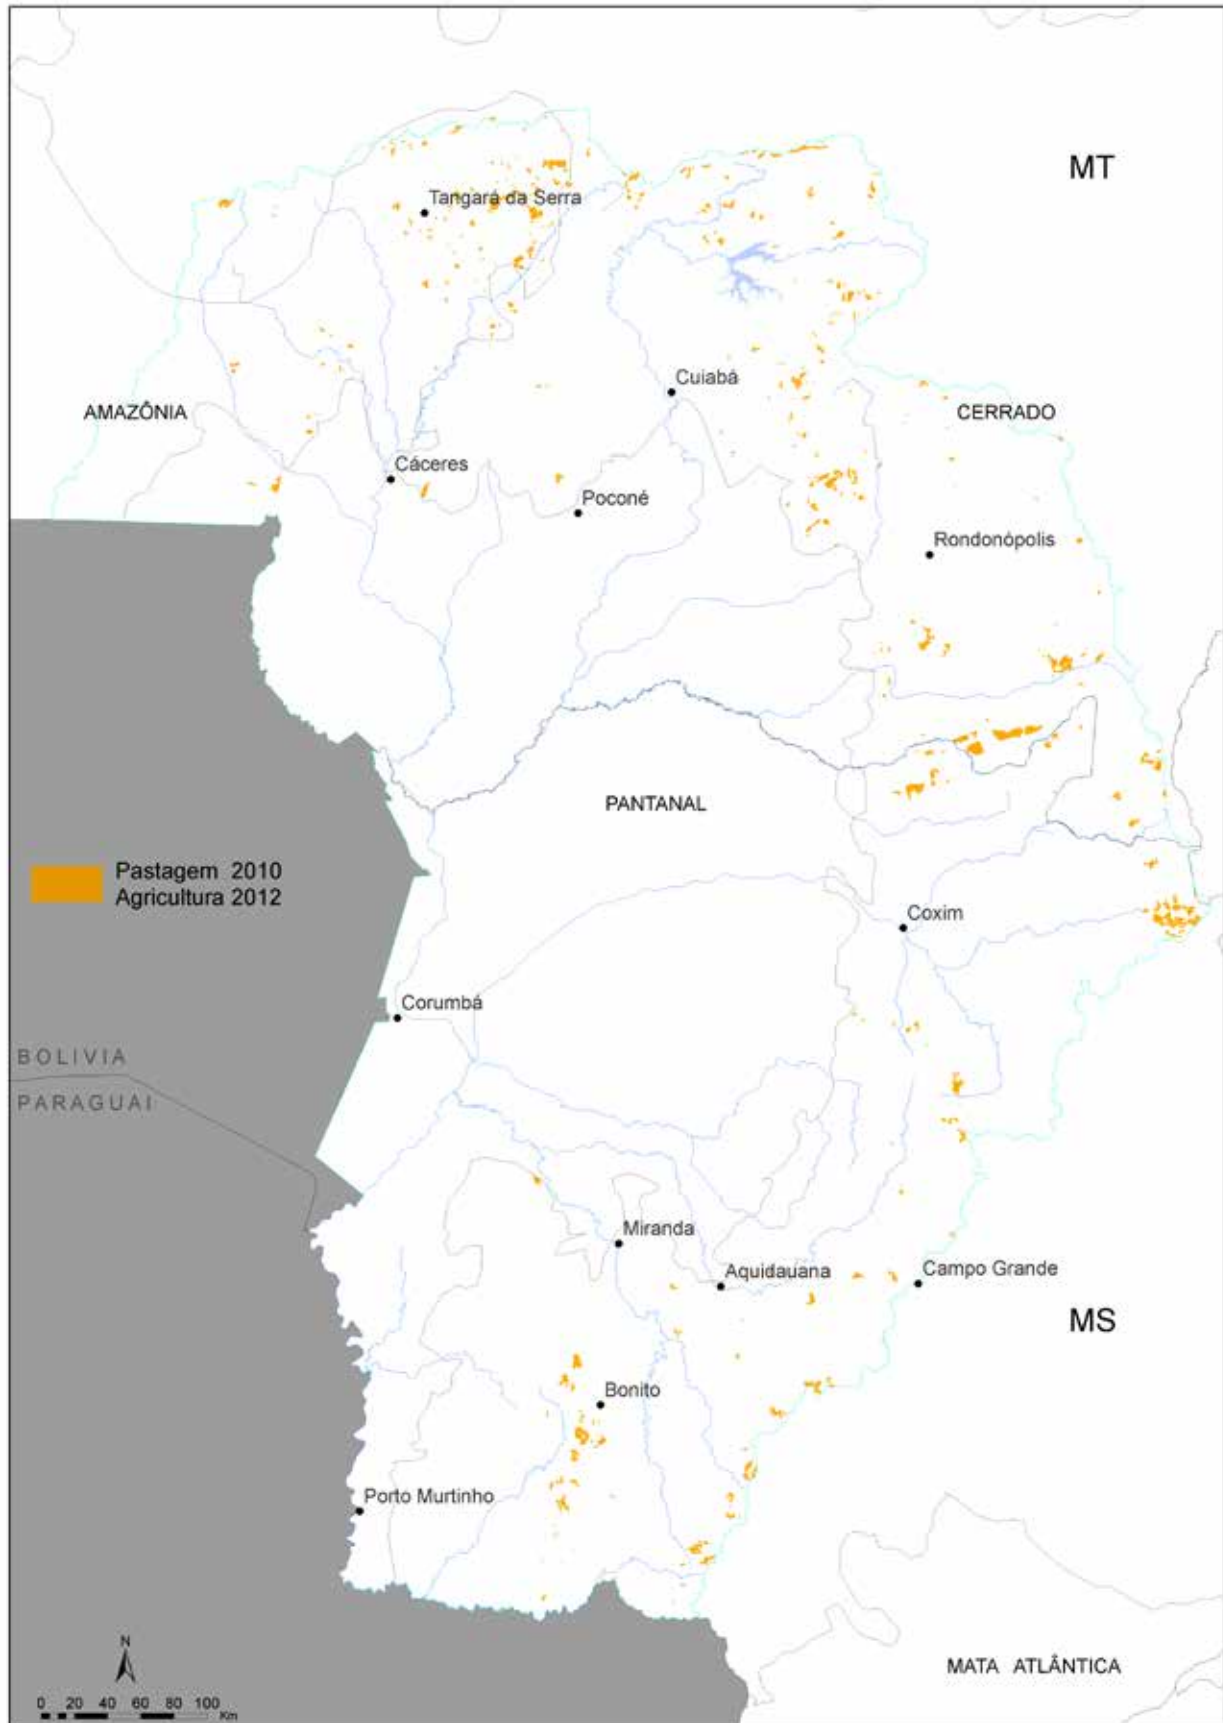 MT
Tangará da Serra
Cuiabá
AMAZÔNIA
CERRADO
Cáceres
Poconé
Rondonópolis
PANTANAL
Pastagem 2010
Agricultura 2012
Coxim
Corumbá
BOLIVIA
PARAGUAI
Miranda
Aquidauana
Campo Grande
MS
Bonito
Porto Murtinho
N
MATA ATLÂNTICA
0 20 40 60 80 100
Km